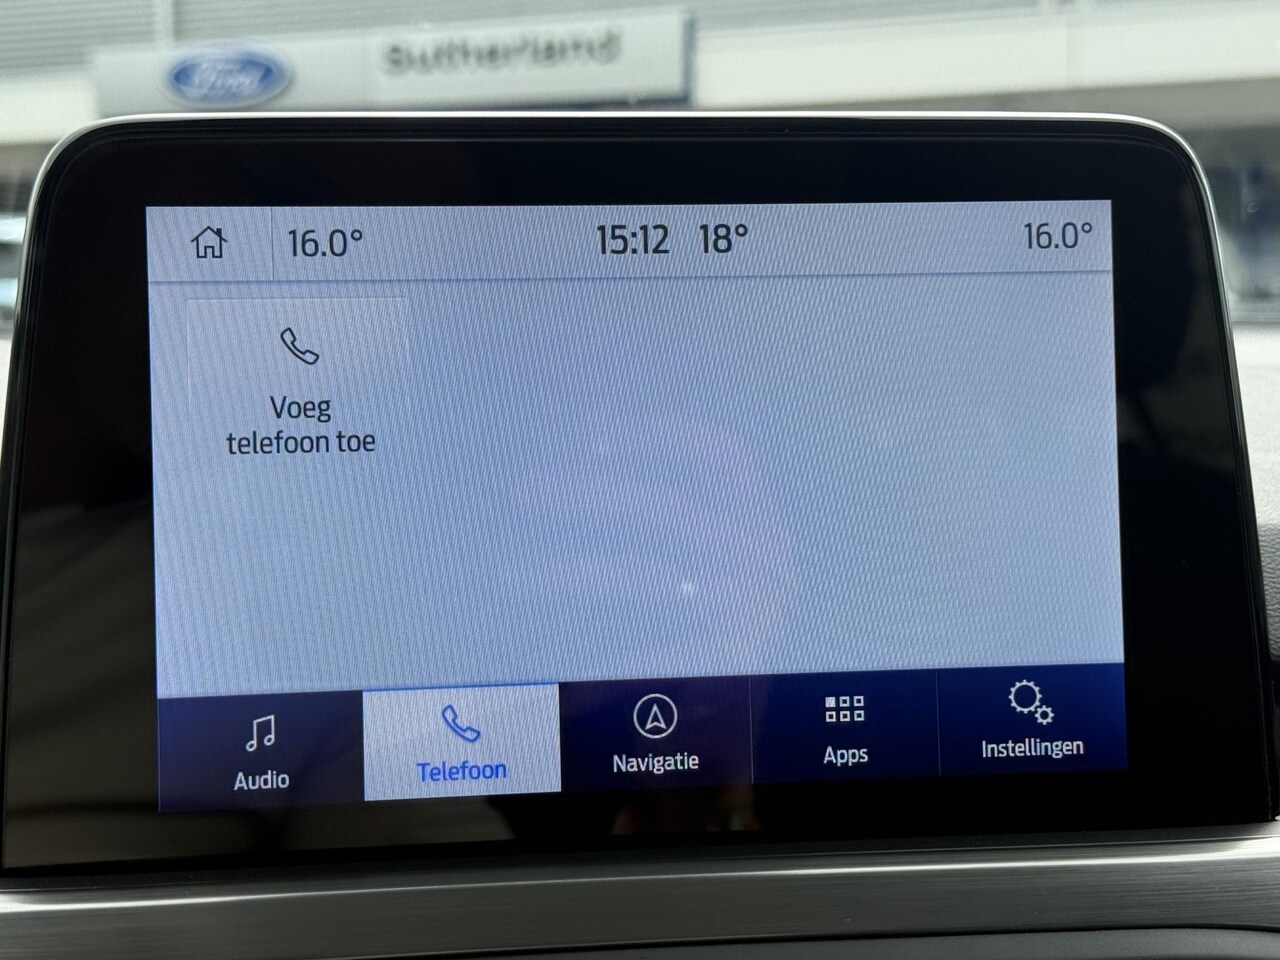 Ford
Sutherland
16.0° 15:12 18° 16.0°
Voeg
telefoon toe
Audio Telefoon Navigatie Apps Instellingen